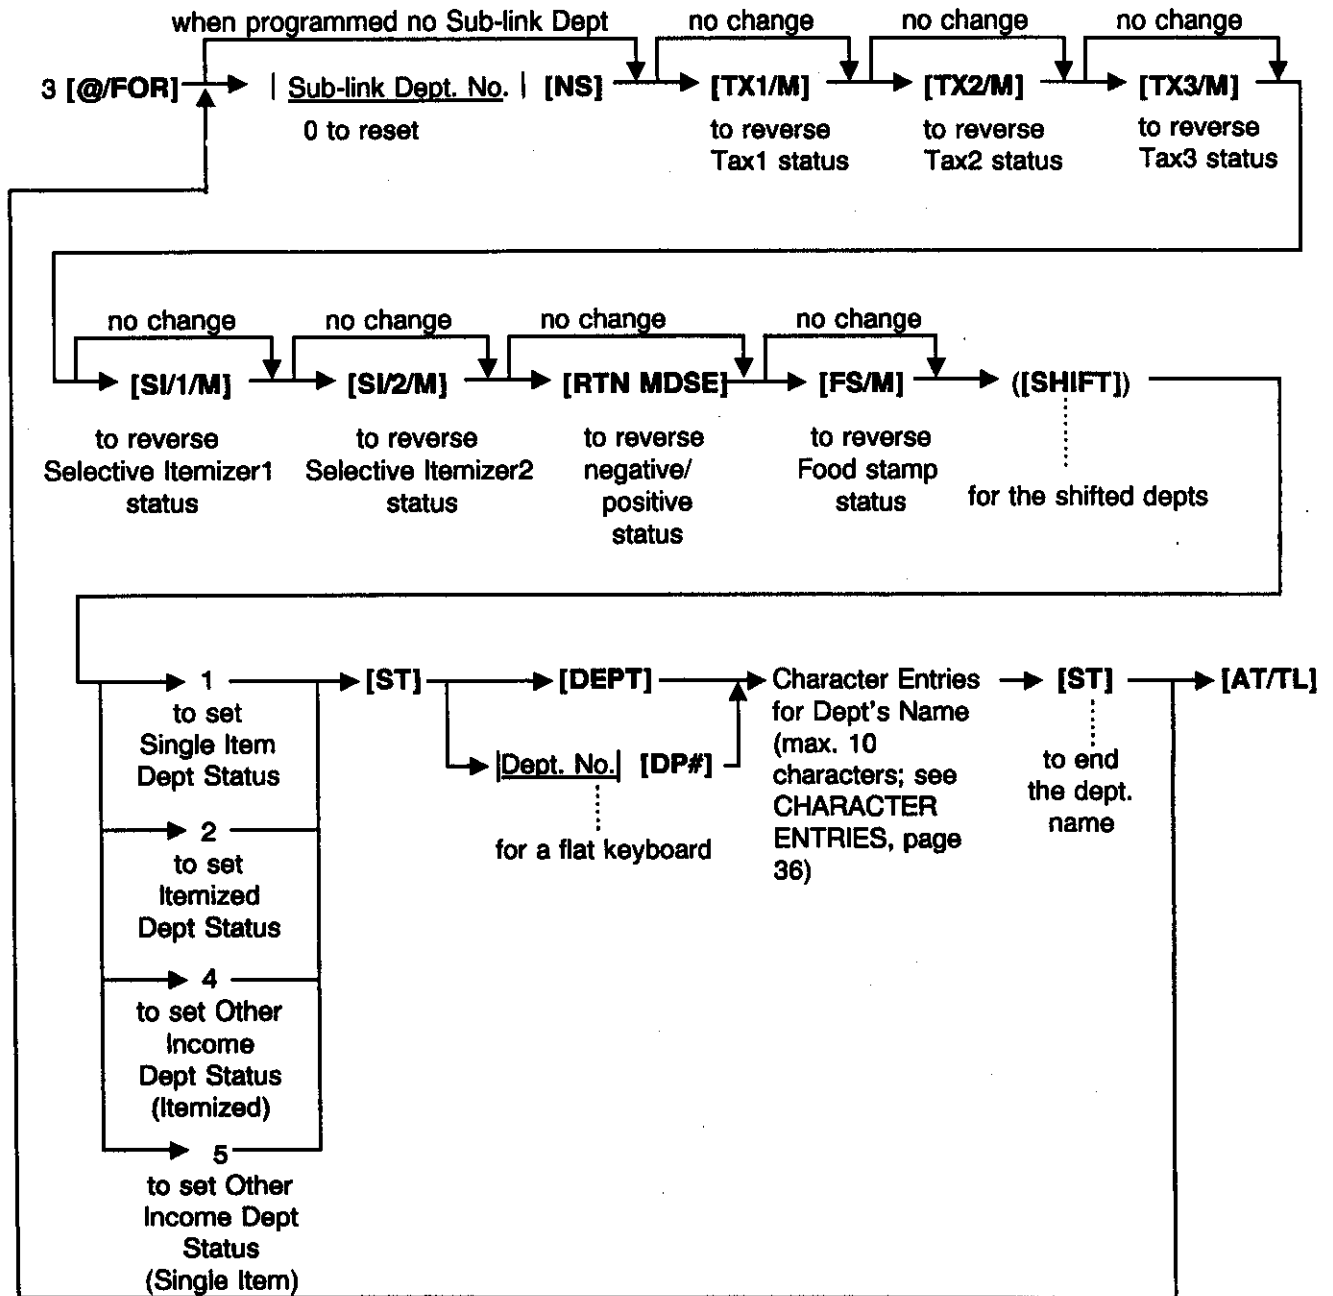 when programmed no Sub-link Dept
no change
no change
no change
3 [@/FOR]
| Sub-link Dept. No. | [NS]
[TX1/M]
[TX2/M]
[TX3/M]
0 to reset
to reverse
Tax1 status
to reverse
Tax2 status
to reverse
Tax3 status
no change
no change
no change
no change
[SI/1/M]
[SI/2/M]
[RTN MDSE]
[FS/M]
([SHIFT])
to reverse
Selective Itemizer1
status
to reverse
Selective Itemizer2
status
to reverse
negative/
positive
status
to reverse
Food stamp
status
for the shifted depts
1
to set
Single Item
Dept Status
2
to set
Itemized
Dept Status
4
to set Other
Income
Dept Status
(Itemized)
5
to set Other
Income Dept
Status
(Single Item)
[ST]
[DEPT]
|Dept. No.| [DP#]
for a flat keyboard
Character Entries
for Dept's Name
(max. 10
characters; see
CHARACTER
ENTRIES, page
36)
[ST]
to end
the dept.
name
[AT/TL]